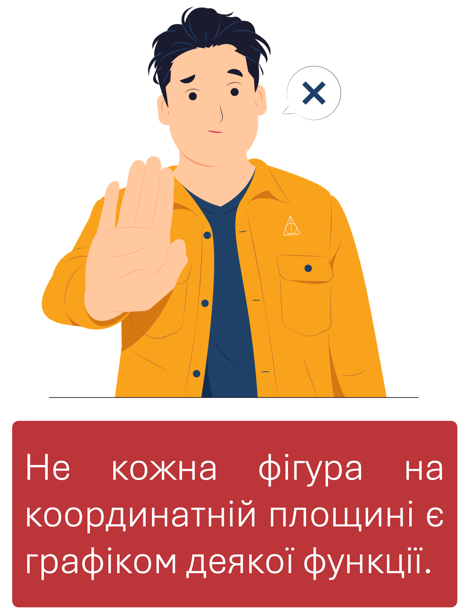 Не кожна фігура на
координатній площині є
графіком деякої функції.